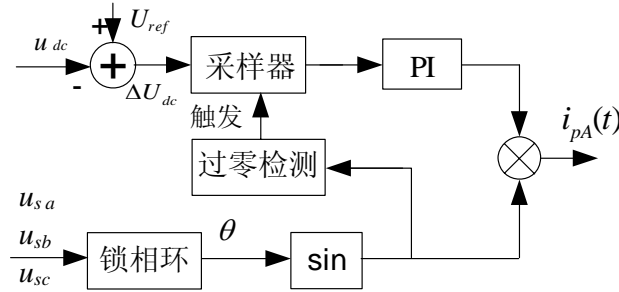 + U_ref
u_dc
+
-
ΔU_dc
采样器
PI
触发
i_pA(t)
过零检测
u_sa
u_sb
u_sc
锁相环
θ
sin